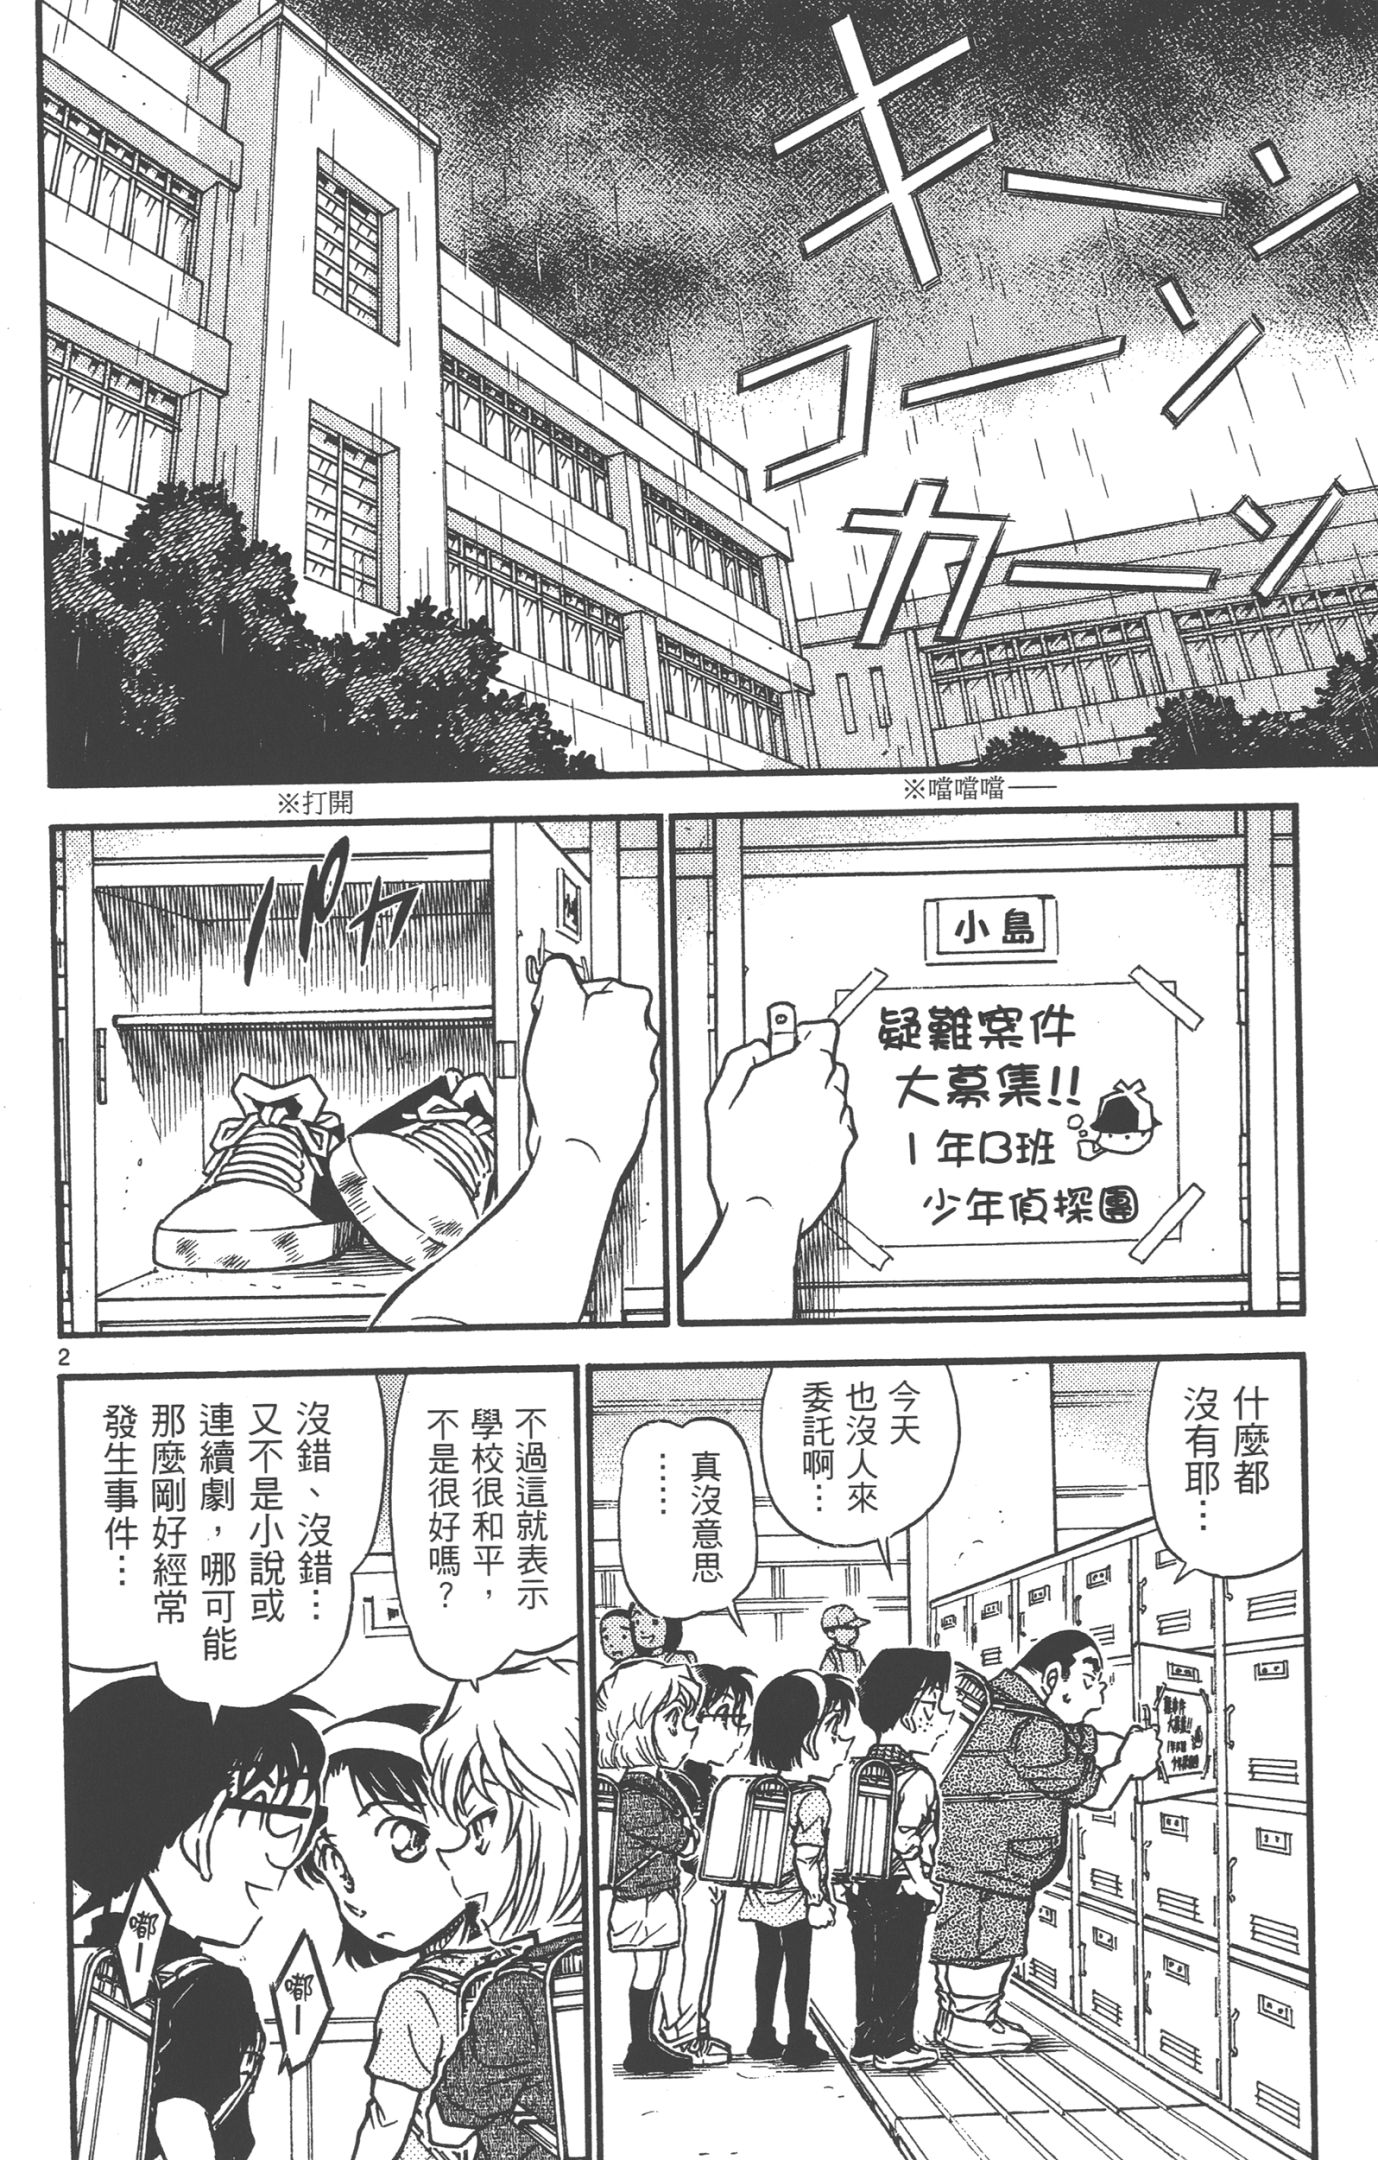 キーン
コーン
カーン
※噹噹噹——
※打開
小島
疑難案件
大募集!!
1年B班
少年偵探團
パカ
2
什麼都
沒有耶…
今天
也沒人來
委託啊…
真沒意思
……
不過這就表示
學校很和平，
不是很好嗎？
沒錯、沒錯…
又不是小說或
連續劇，哪可能
那麼剛好經常
發生事件…
嘟—
嘟—